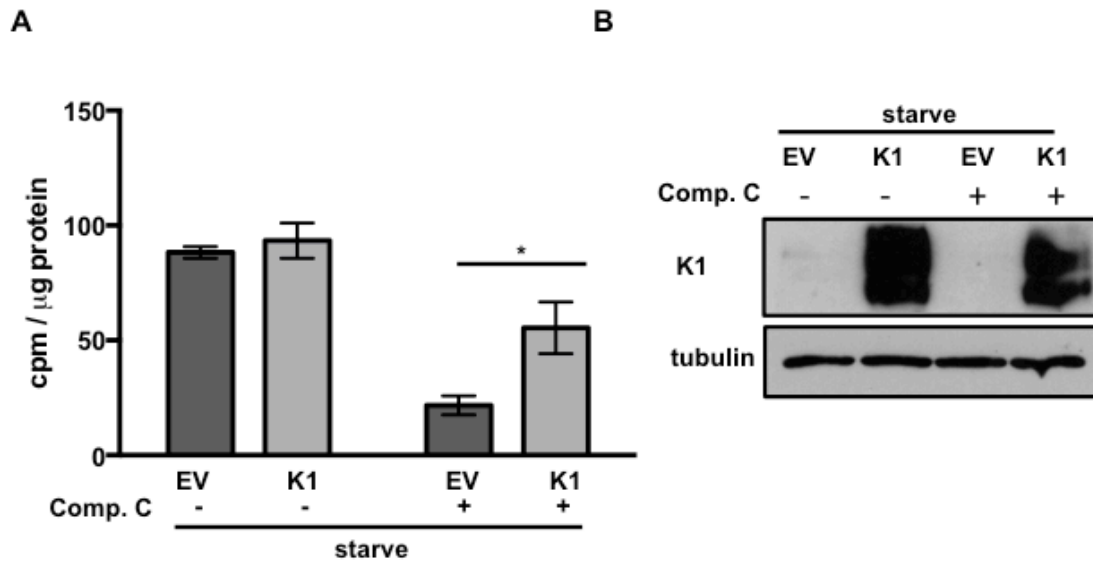 A
B
150
100
50
0
cpm / µg protein
*
EV K1 EV K1
Comp. C - - + +
starve
starve
EV K1 EV K1
Comp. C - - + +
K1
tubulin